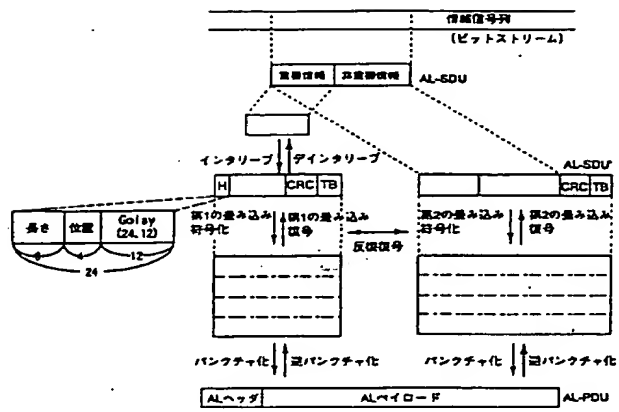 情報信号列
(ビットストリーム)
重要情報 非重要情報 AL-SDU
インタリーブ デインタリーブ
AL-SDU'
H CRC TB
CRC TB
長さ 位置 Golay (24,12)
8 4 12
24
第1の畳み込み符号化
第1の畳み込み復号
反復復号
第2の畳み込み符号化
第2の畳み込み復号
パンクチャ化 逆パンクチャ化
パンクチャ化 逆パンクチャ化
ALヘッダ ALペイロード AL-PDU